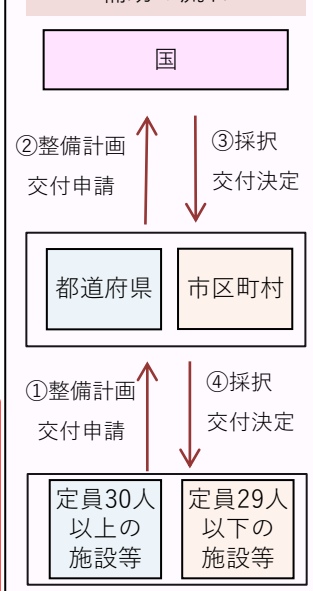 国
②整備計画
交付申請
③採択
交付決定
都道府県
市区町村
①整備計画
交付申請
④採択
交付決定
定員30人
以上の
施設等
定員29人
以下の
施設等